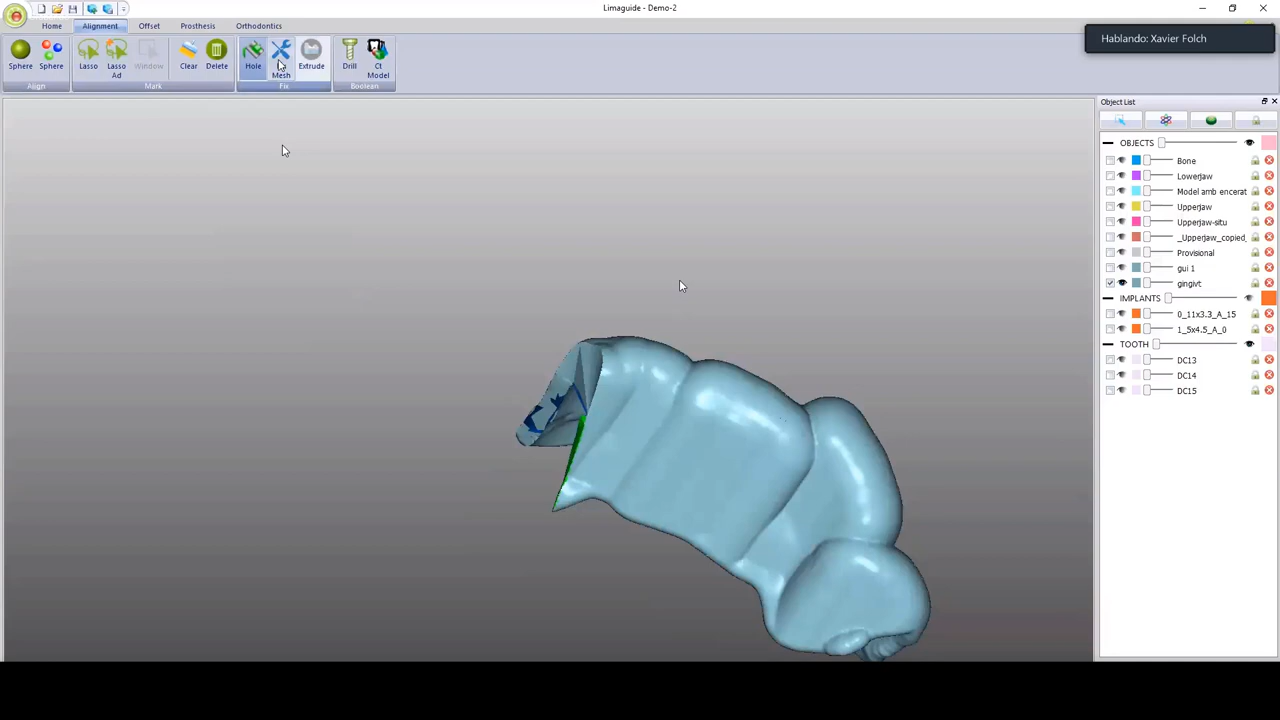 Limaguide - Demo-2
Hablando: Xavier Folch
Home Alignment Offset Prosthesis Orthodontics
Sphere Sphere Lasso Lasso Ad Window Clear Delete Hole Mesh Extrude Drill Ct Model
Align Mark Fix Boolean
Object List
OBJECTS
Bone
Lowerjaw
Model amb encerat
Upperjaw
Upperjaw-situ
_Upperjaw_copied_
Provisional
gui 1
gingivt
IMPLANTS
0_11x3.3_A_15
1_5x4.5_A_0
TOOTH
DC13
DC14
DC15